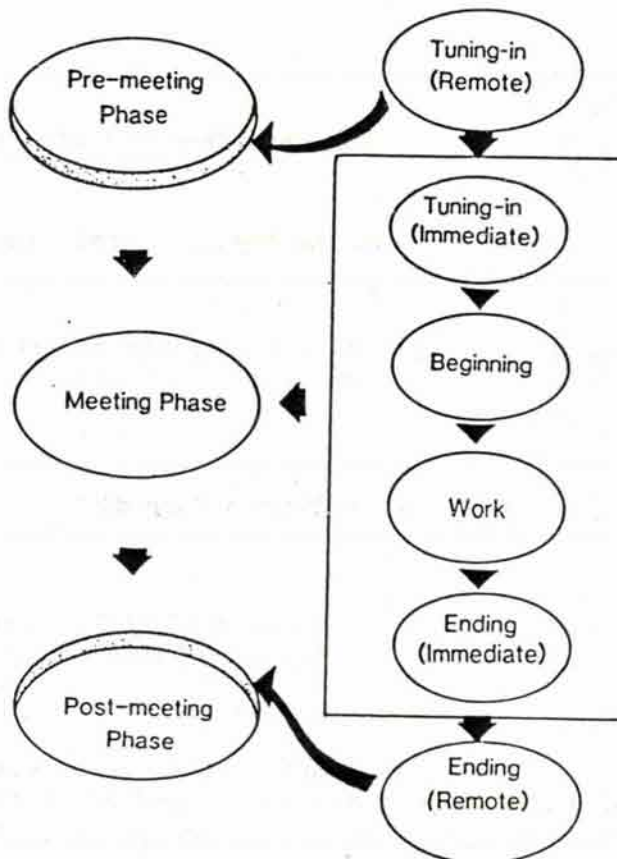 Pre-meeting
Phase
Tuning-in
(Remote)
Tuning-in
(Immediate)
Beginning
Meeting Phase
Work
Ending
(Immediate)
Post-meeting
Phase
Ending
(Remote)